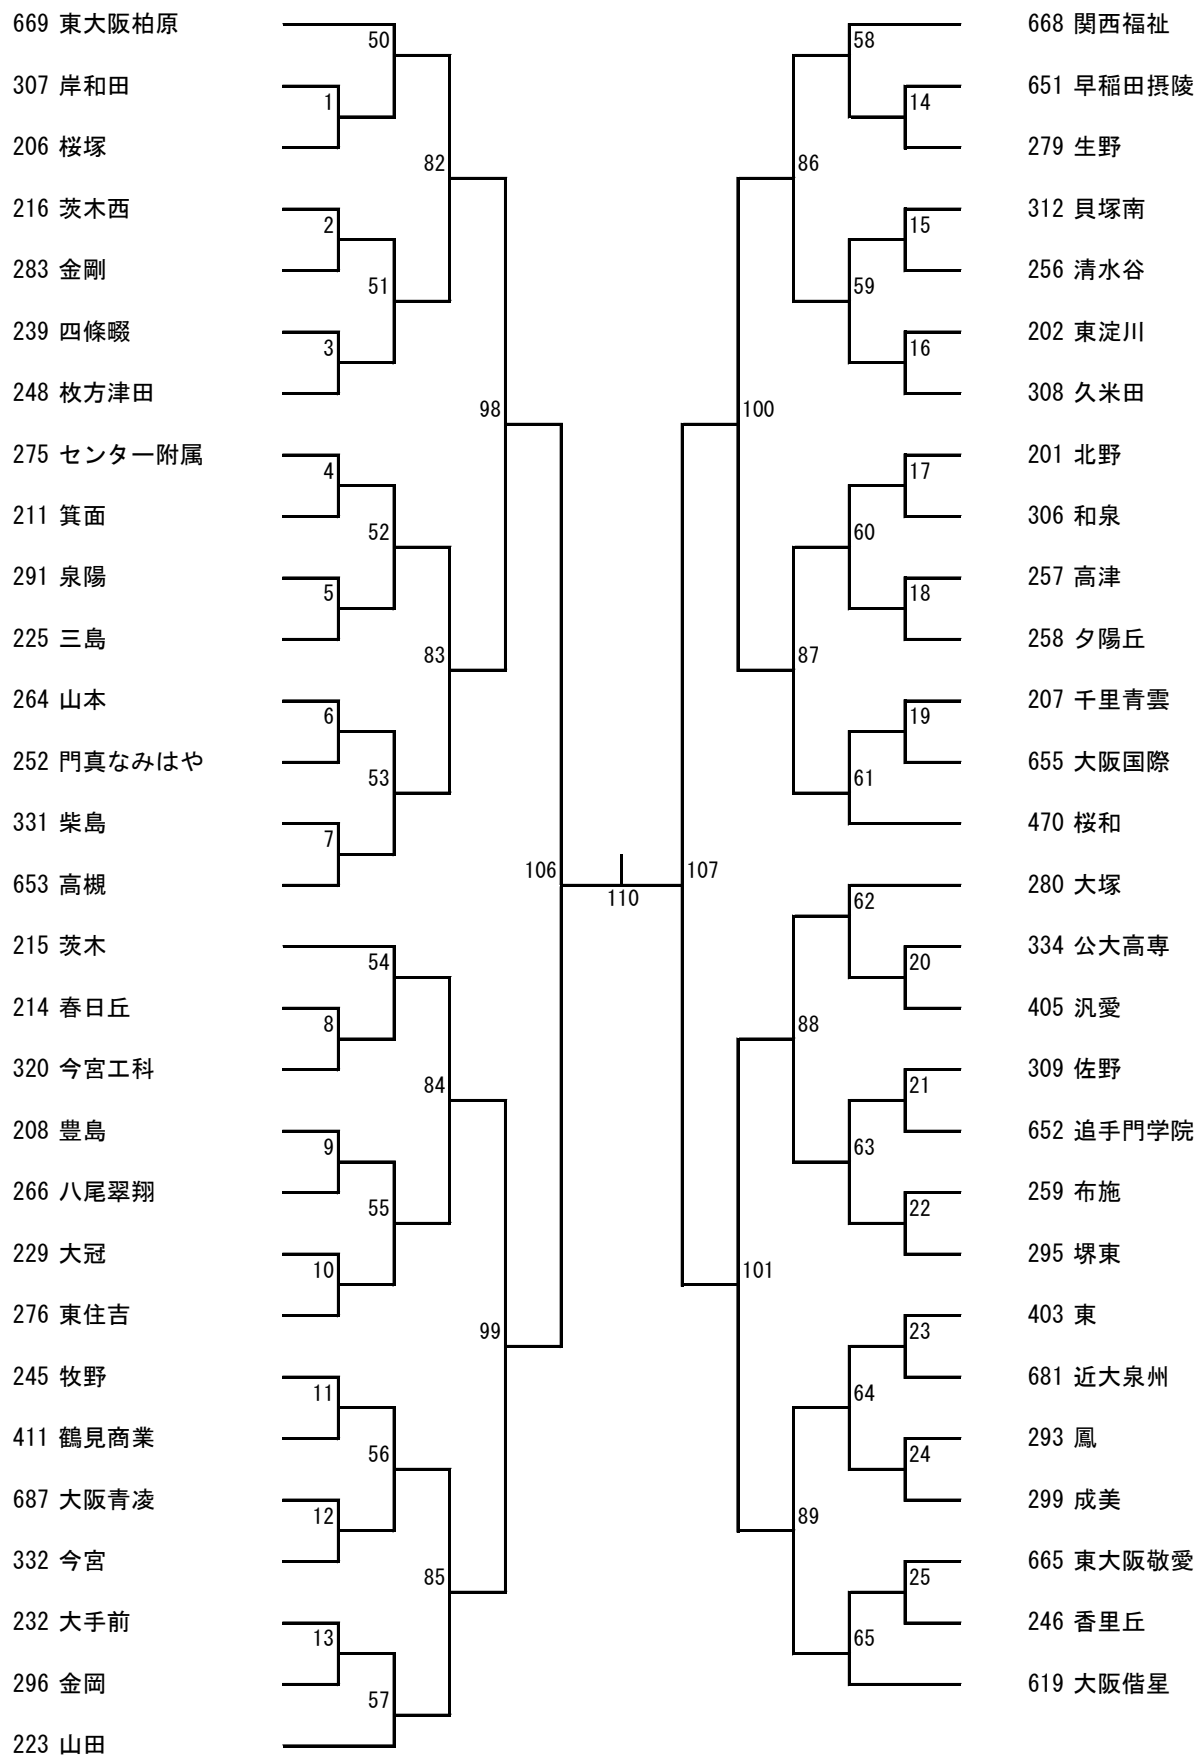 669 東大阪柏原
307 岸和田
206 桜塚
216 茨木西
283 金剛
239 四條畷
248 枚方津田
275 センター附属
211 箕面
291 泉陽
225 三島
264 山本
252 門真なみはや
331 柴島
653 高槻
215 茨木
214 春日丘
320 今宮工科
208 豊島
266 八尾翠翔
229 大冠
276 東住吉
245 牧野
411 鶴見商業
687 大阪青凌
332 今宮
232 大手前
296 金岡
223 山田
1
2
3
4
5
6
7
8
9
10
11
12
13
50
51
52
53
54
55
56
57
82
83
84
85
98
99
106
110
107
100
101
86
87
88
89
58
59
60
61
62
63
64
65
14
15
16
17
18
19
20
21
22
23
24
25
668 関西福祉
651 早稲田摂陵
279 生野
312 貝塚南
256 清水谷
202 東淀川
308 久米田
201 北野
306 和泉
257 高津
258 夕陽丘
207 千里青雲
655 大阪国際
470 桜和
280 大塚
334 公大高専
405 汎愛
309 佐野
652 追手門学院
259 布施
295 堺東
403 東
681 近大泉州
293 鳳
299 成美
665 東大阪敬愛
246 香里丘
619 大阪偕星